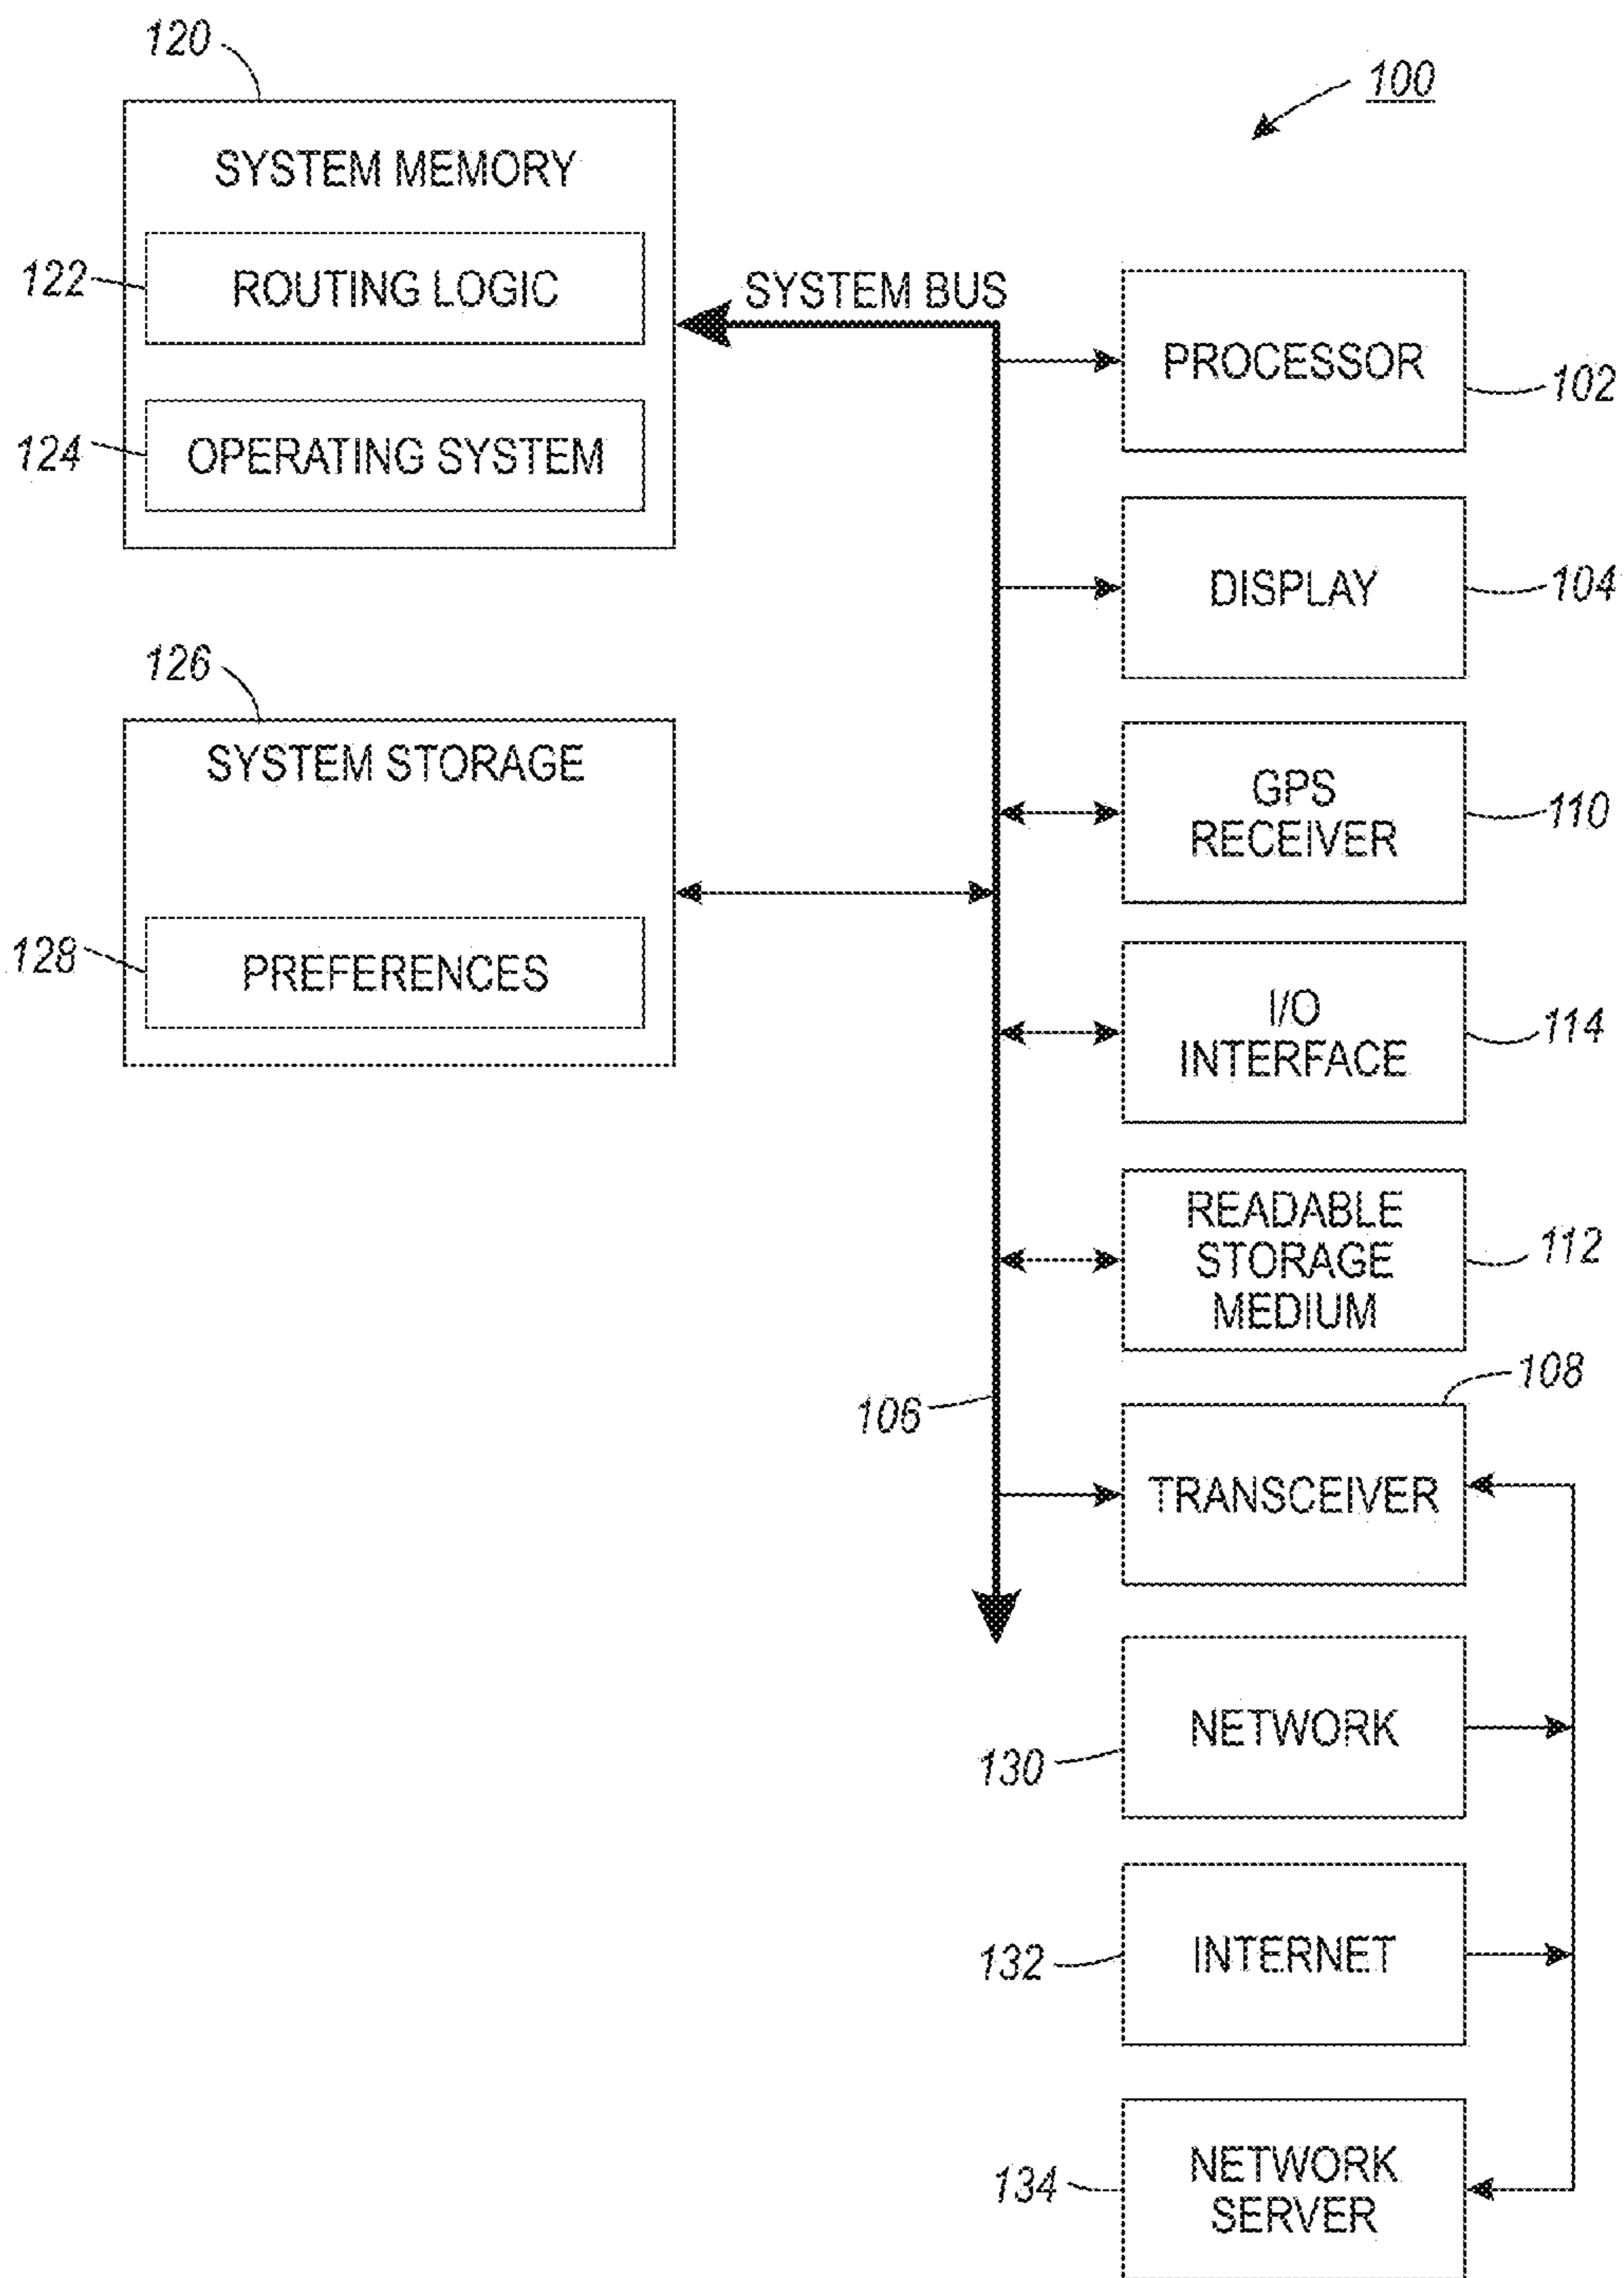 120
100
SYSTEM MEMORY
122
ROUTING LOGIC
SYSTEM BUS
PROCESSOR
102
124
OPERATING SYSTEM
DISPLAY
104
126
SYSTEM STORAGE
GPS
RECEIVER
110
128
PREFERENCES
I/O
INTERFACE
114
READABLE
STORAGE
MEDIUM
112
106
108
TRANSCEIVER
NETWORK
130
INTERNET
132
NETWORK
SERVER
134